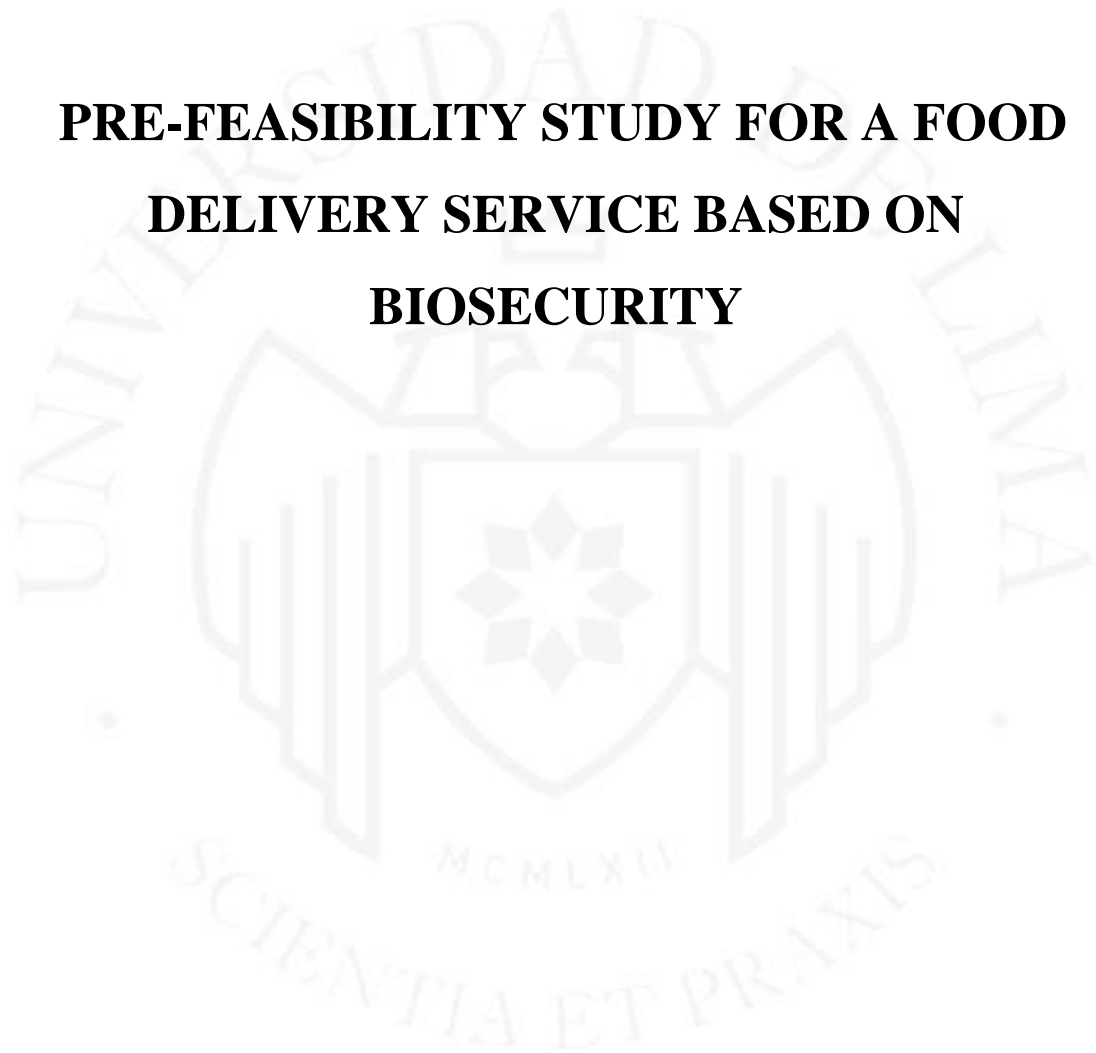 PRE-FEASIBILITY STUDY FOR A FOOD
DELIVERY SERVICE BASED ON
BIOSECURITY
UNIVERSIDAD DE LIMA
MCMLXII
SCIENTIA ET PRAXIS